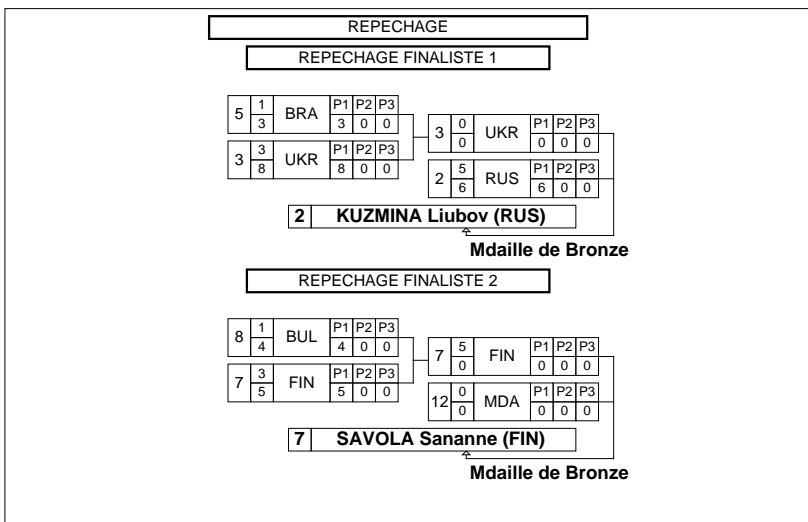 REPECHAGE
REPECHAGE FINALISTE 1
5 1 BRA P1 P2 P3
3 3 0 0
3 0 UKR P1 P2 P3
0 0 0 0
3 3 UKR P1 P2 P3
8 8 0 0
2 5 RUS P1 P2 P3
6 6 0 0
2 KUZMINA Liubov (RUS)
Mdaille de Bronze
REPECHAGE FINALISTE 2
8 1 BUL P1 P2 P3
4 4 0 0
7 5 FIN P1 P2 P3
0 0 0 0
7 3 FIN P1 P2 P3
5 5 0 0
12 0 MDA P1 P2 P3
0 0 0 0
7 SAVOLA Sananne (FIN)
Mdaille de Bronze